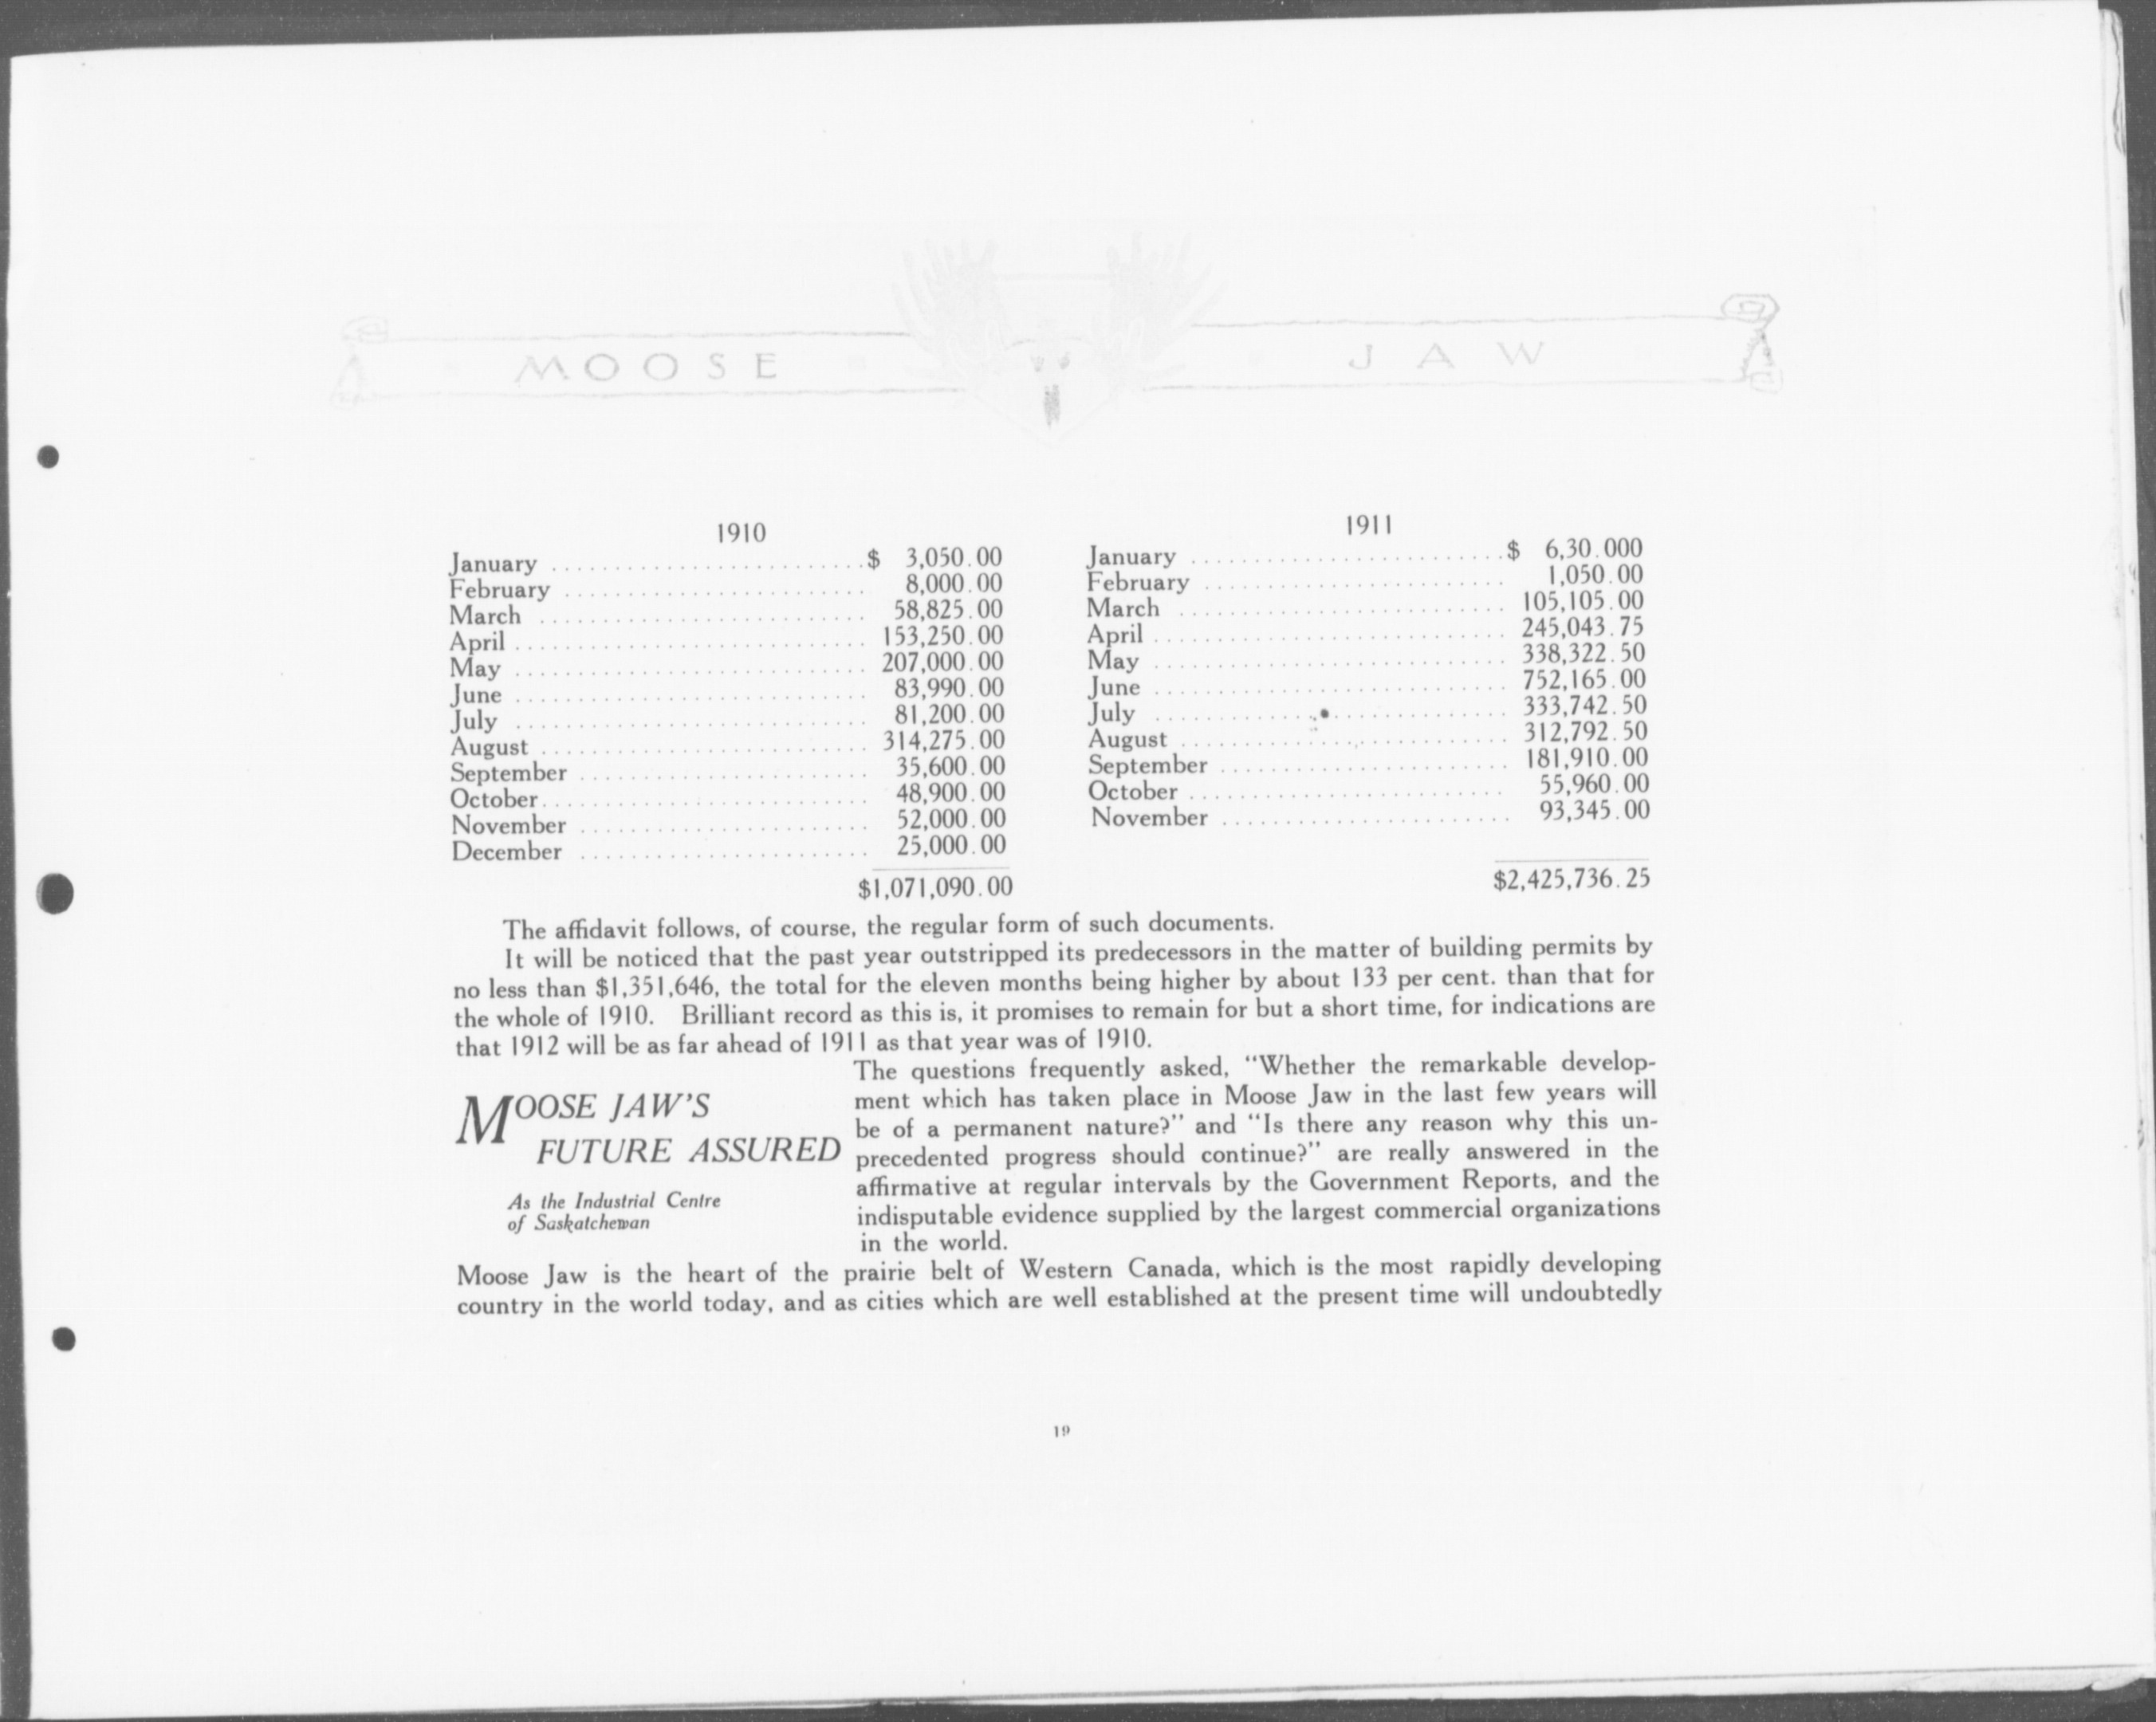 MOOSE JAW
1910
January $ 3,050.00
February 8,000.00
March 58,825.00
April 153,250.00
May 207,000.00
June 83,990.00
July 81,200.00
August 314,275.00
September 35,600.00
October 48,900.00
November 52,000.00
December 25,000.00
$1,071,090.00
1911
January $ 6,30.000
February 1,050.00
March 105,105.00
April 245,043.75
May 338,322.50
June 752,165.00
July 333,742.50
August 312,792.50
September 181,910.00
October 55,960.00
November 93,345.00
$2,425,736.25
The affidavit follows, of course, the regular form of such documents.
It will be noticed that the past year outstripped its predecessors in the matter of building permits by
no less than $1,351,646, the total for the eleven months being higher by about 133 per cent. than that for
the whole of 1910. Brilliant record as this is, it promises to remain for but a short time, for indications are
that 1912 will be as far ahead of 1911 as that year was of 1910.
MOOSE JAW'S
FUTURE ASSURED
As the Industrial Centre
of Saskatchewan
The questions frequently asked, "Whether the remarkable develop-
ment which has taken place in Moose Jaw in the last few years will
be of a permanent nature?" and "Is there any reason why this un-
precedented progress should continue?" are really answered in the
affirmative at regular intervals by the Government Reports, and the
indisputable evidence supplied by the largest commercial organizations
in the world.
Moose Jaw is the heart of the prairie belt of Western Canada, which is the most rapidly developing
country in the world today, and as cities which are well established at the present time will undoubtedly
19